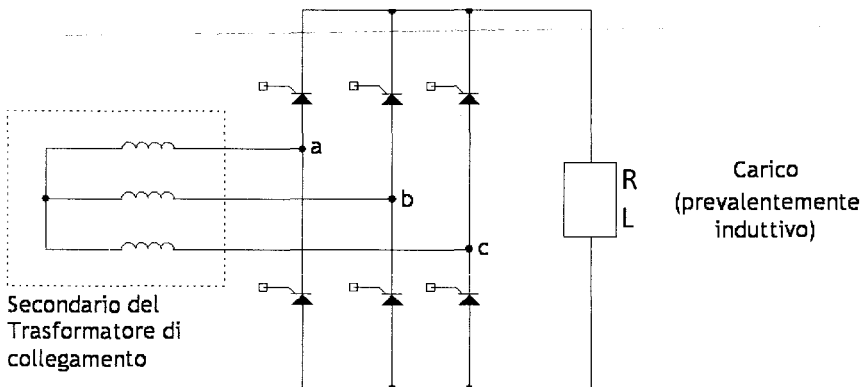 a
b
c
R
L
Carico
(prevalentemente
induttivo)
Secondario del
Trasformatore di
collegamento